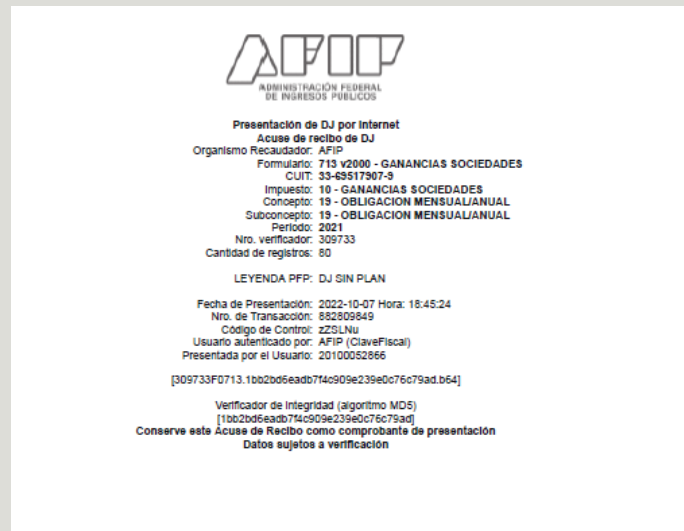 AFIP
ADMINISTRACIÓN FEDERAL
DE INGRESOS PÚBLICOS
Presentación de DJ por Internet
Acuse de recibo de DJ
Organismo Recaudador: AFIP
Formulario: 713 v2000 - GANANCIAS SOCIEDADES
CUIT: 33-69517907-9
Impuesto: 10 - GANANCIAS SOCIEDADES
Concepto: 19 - OBLIGACION MENSUAL/ANUAL
Subconcepto: 19 - OBLIGACION MENSUAL/ANUAL
Período: 2021
Nro. verificador: 309733
Cantidad de registros: 80
LEYENDA PFP: DJ SIN PLAN
Fecha de Presentación: 2022-10-07 Hora: 18:45:24
Nro. de Transacción: 882809849
Código de Control: zZSLNu
Usuario autenticado por: AFIP (ClaveFiscal)
Presentada por el Usuario: 20100052866
[309733F0713.1bb2bd6eadb7f4c909e239e0c76c79ad.b64]
Verificador de Integridad (algoritmo MD5)
[1bb2bd6eadb7f4c909e239e0c76c79ad]
Conserve este Acuse de Recibo como comprobante de presentación
Datos sujetos a verificación